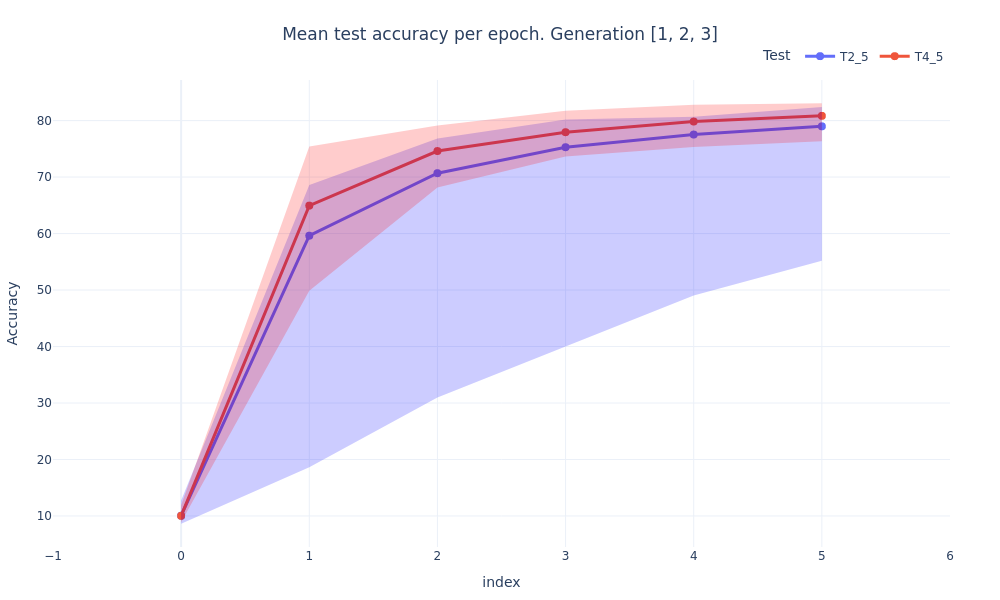 Mean test accuracy per epoch. Generation [1, 2, 3]
Test T2_5 T4_5
80
70
60
50
40
30
20
10
Accuracy
−1 0 1 2 3 4 5 6
index